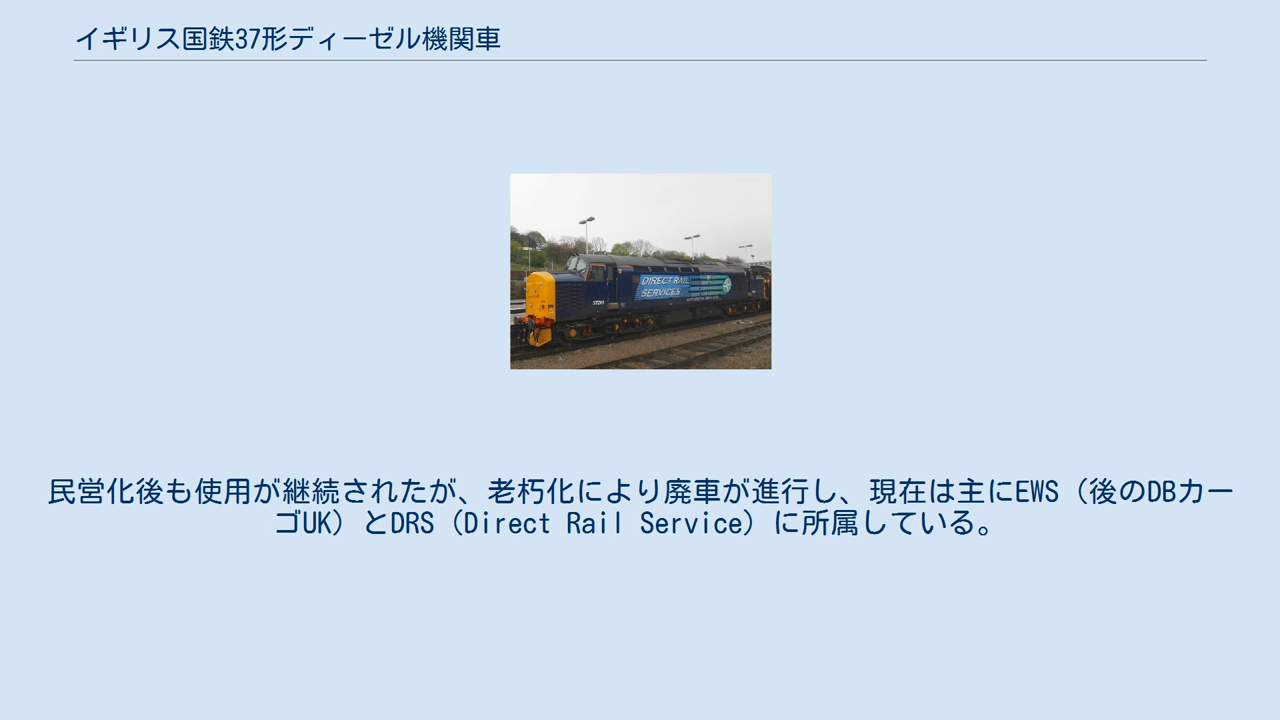 イギリス国鉄37形ディーゼル機関車
DIRECT RAIL
SERVICES
民営化後も使用が継続されたが、老朽化により廃車が進行し、現在は主にEWS（後のDBカー
ゴUK）とDRS（Direct Rail Service）に所属している。